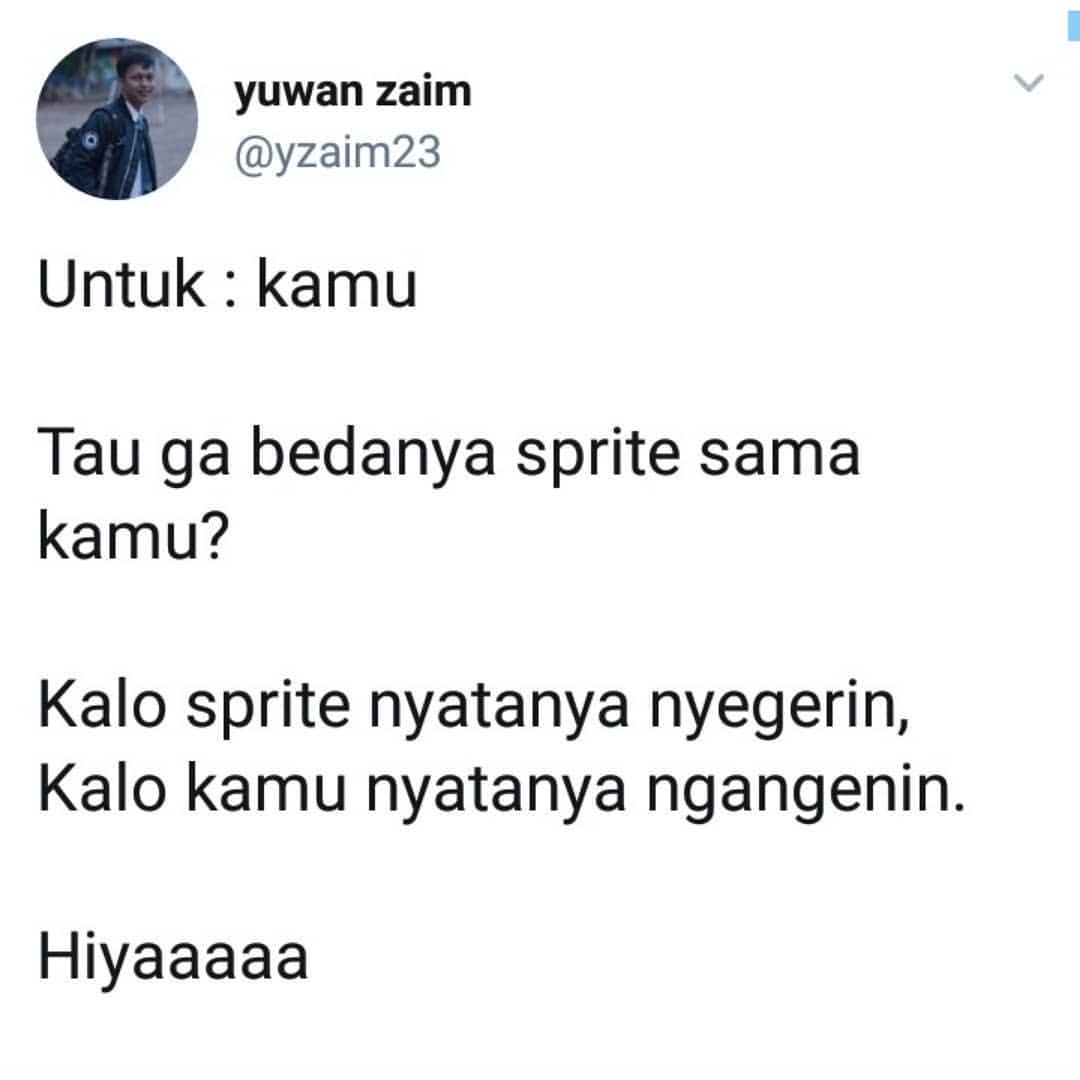 yuwan zaim
@yzaim23
Untuk : kamu
Tau ga bedanya sprite sama
kamu?
Kalo sprite nyatanya nyegerin,
Kalo kamu nyatanya ngangenin.
Hiyaaaaa